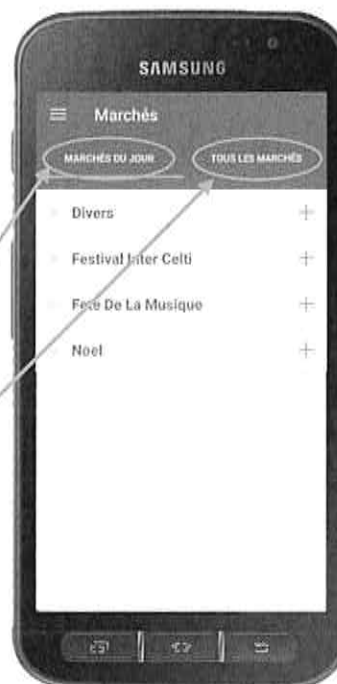 SAMSUNG
Marchés
MARCHÉS DU JOUR TOUS LES MARCHÉS
Divers +
Festival Inter Celti +
Fete De La Musique +
Noel +